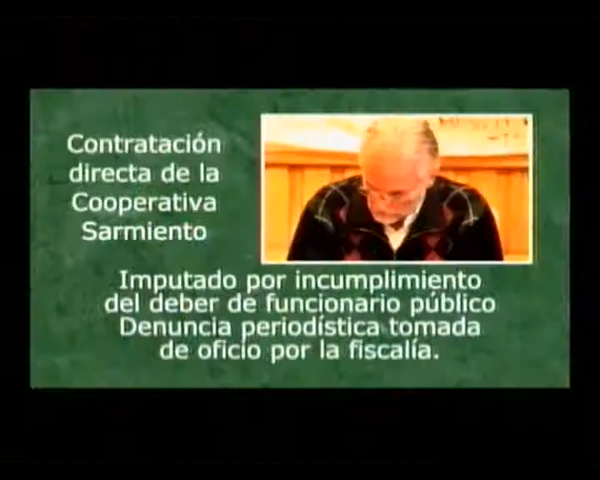 Contratación
directa de la
Cooperativa
Sarmiento
Imputado por incumplimiento
del deber de funcionario público
Denuncia periodística tomada
de oficio por la fiscalía.